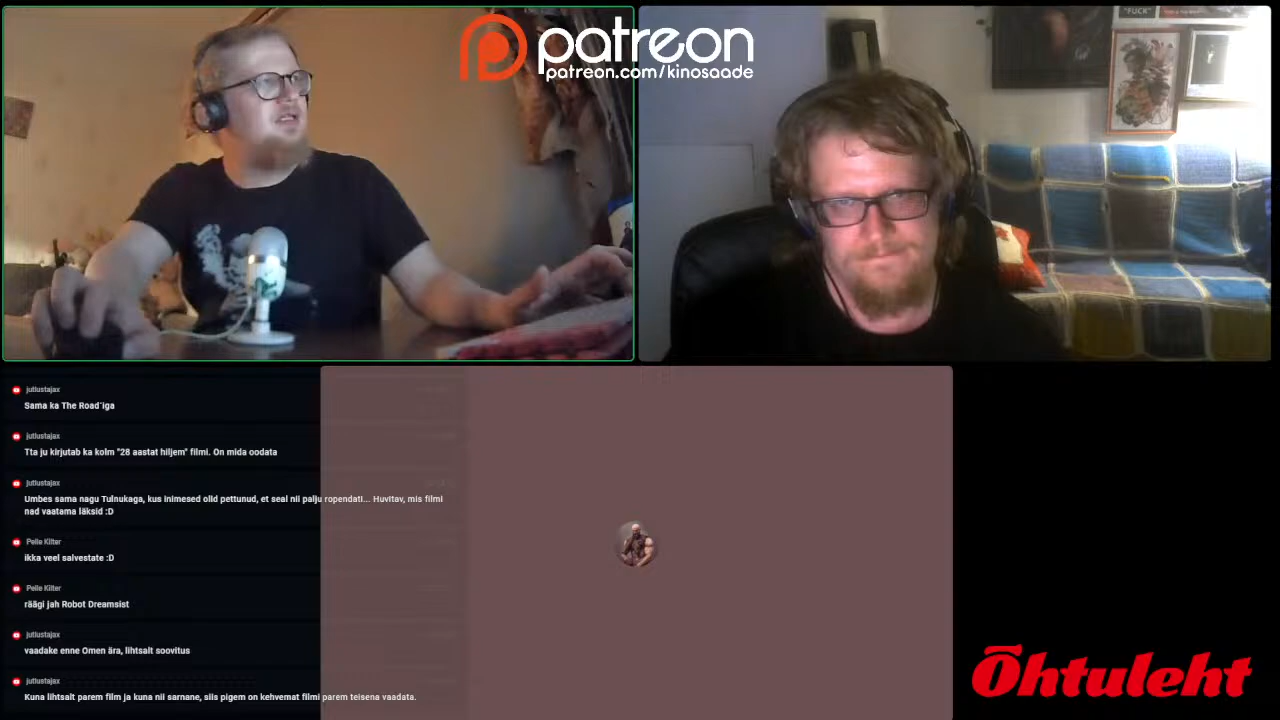 patreon
patreon.com/kinosaade
"FUCK"
jutlustajax
Sama ka The Road'iga
jutlustajax
Tta ju kirjutab ka kolm "28 aastat hiljem" filmi. On mida oodata
jutlustajax
Umbes sama nagu Tulnukaga, kus inimesed olid pettunud, et seal nii palju ropendati... Huvitav, mis filmi
nad vaatama läksid :D
Pelle Kilter
ikka veel salvestate :D
Pelle Kilter
räägi jah Robot Dreamsist
jutlustajax
vaadake enne Omen ära, lihtsalt soovitus
jutlustajax
Kuna lihtsalt parem film ja kuna nii sarnane, siis pigem on kehvemat filmi parem teisena vaadata.
Õhtuleht